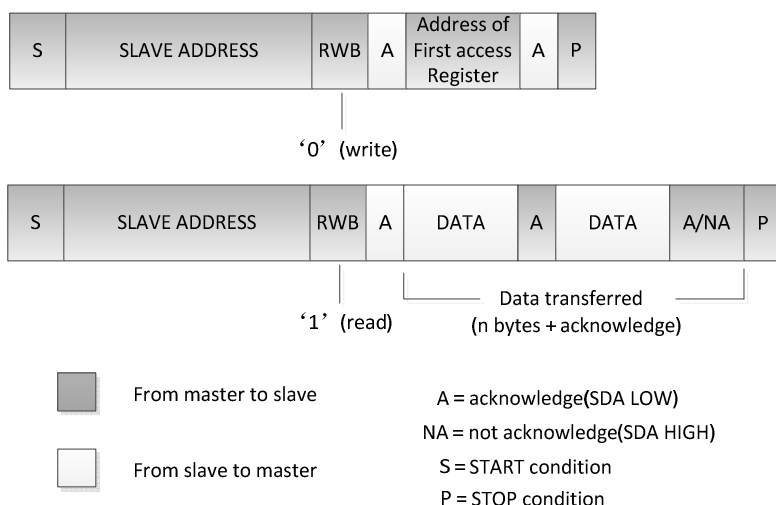 S SLAVE ADDRESS RWB A Address of First access Register A P
‘0’ (write)
S SLAVE ADDRESS RWB A DATA A DATA A/NA P
Data transferred
(n bytes + acknowledge)
‘1’ (read)
From master to slave
A = acknowledge(SDA LOW)
NA = not acknowledge(SDA HIGH)
From slave to master
S = START condition
P = STOP condition